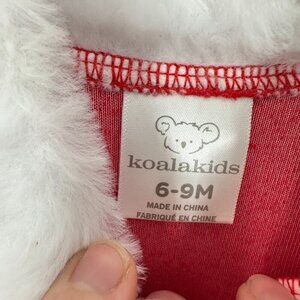 koalakids
6-9M
MADE IN CHINA
FABRIQUÉ EN CHINE